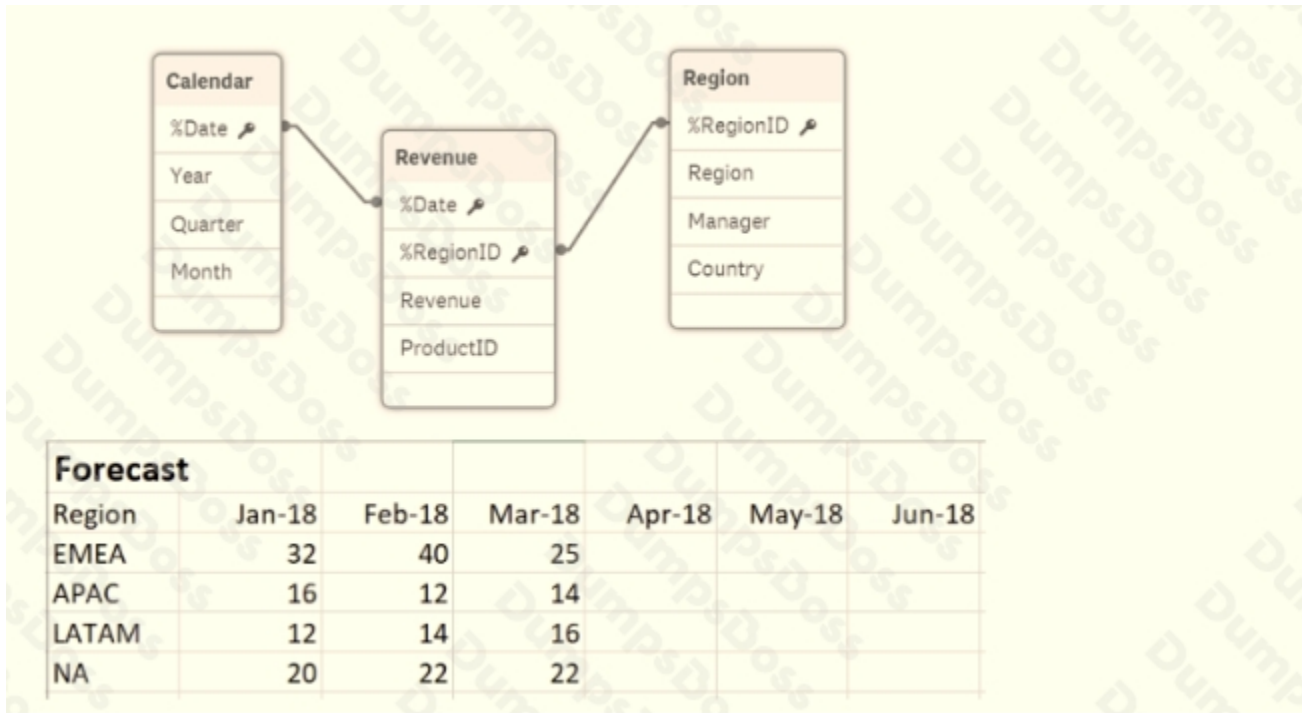 Calendar
%Date
Year
Quarter
Month
Revenue
%Date
%RegionID
Revenue
ProductID
Region
%RegionID
Region
Manager
Country
Forecast
Region Jan-18 Feb-18 Mar-18 Apr-18 May-18 Jun-18
EMEA 32 40 25
APAC 16 12 14
LATAM 12 14 16
NA 20 22 22
DumpsDoss